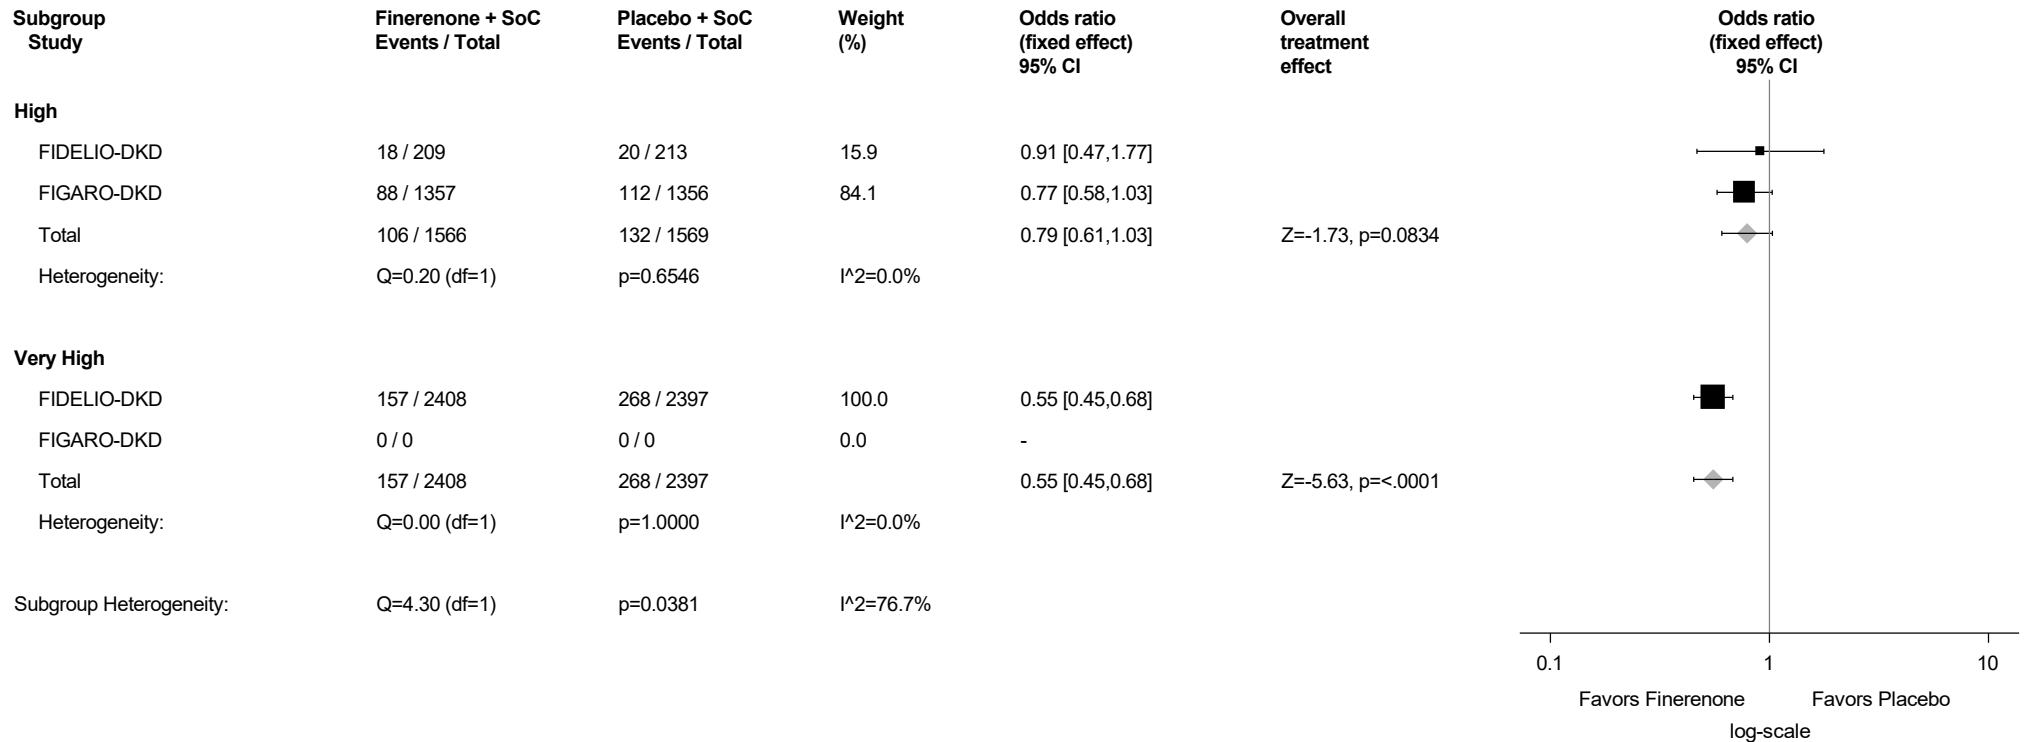 Subgroup Finerenone + SoC Placebo + SoC Weight Odds ratio Overall Odds ratio
Study Events / Total Events / Total (%) (fixed effect) treatment (fixed effect)
95% CI effect 95% CI
High
FIDELIO-DKD 18 / 209 20 / 213 15.9 0.91 [0.47,1.77]
FIGARO-DKD 88 / 1357 112 / 1356 84.1 0.77 [0.58,1.03]
Total 106 / 1566 132 / 1569 0.79 [0.61,1.03] Z=-1.73, p=0.0834
Heterogeneity: Q=0.20 (df=1) p=0.6546 I^2=0.0%
Very High
FIDELIO-DKD 157 / 2408 268 / 2397 100.0 0.55 [0.45,0.68]
FIGARO-DKD 0 / 0 0 / 0 0.0 -
Total 157 / 2408 268 / 2397 0.55 [0.45,0.68] Z=-5.63, p=<.0001
Heterogeneity: Q=0.00 (df=1) p=1.0000 I^2=0.0%
Subgroup Heterogeneity: Q=4.30 (df=1) p=0.0381 I^2=76.7%
0.1 1 10
Favors Finerenone Favors Placebo
log-scale